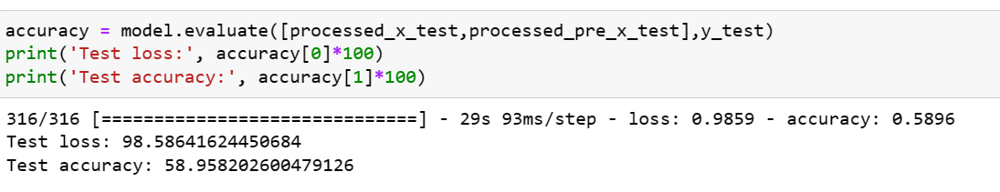 accuracy = model.evaluate([processed_x_test,processed_pre_x_test],y_test)
print('Test loss:', accuracy[0]*100)
print('Test accuracy:', accuracy[1]*100)
316/316 [==============================] - 29s 93ms/step - loss: 0.9859 - accuracy: 0.5896
Test loss: 98.58641624450684
Test accuracy: 58.958202600479126